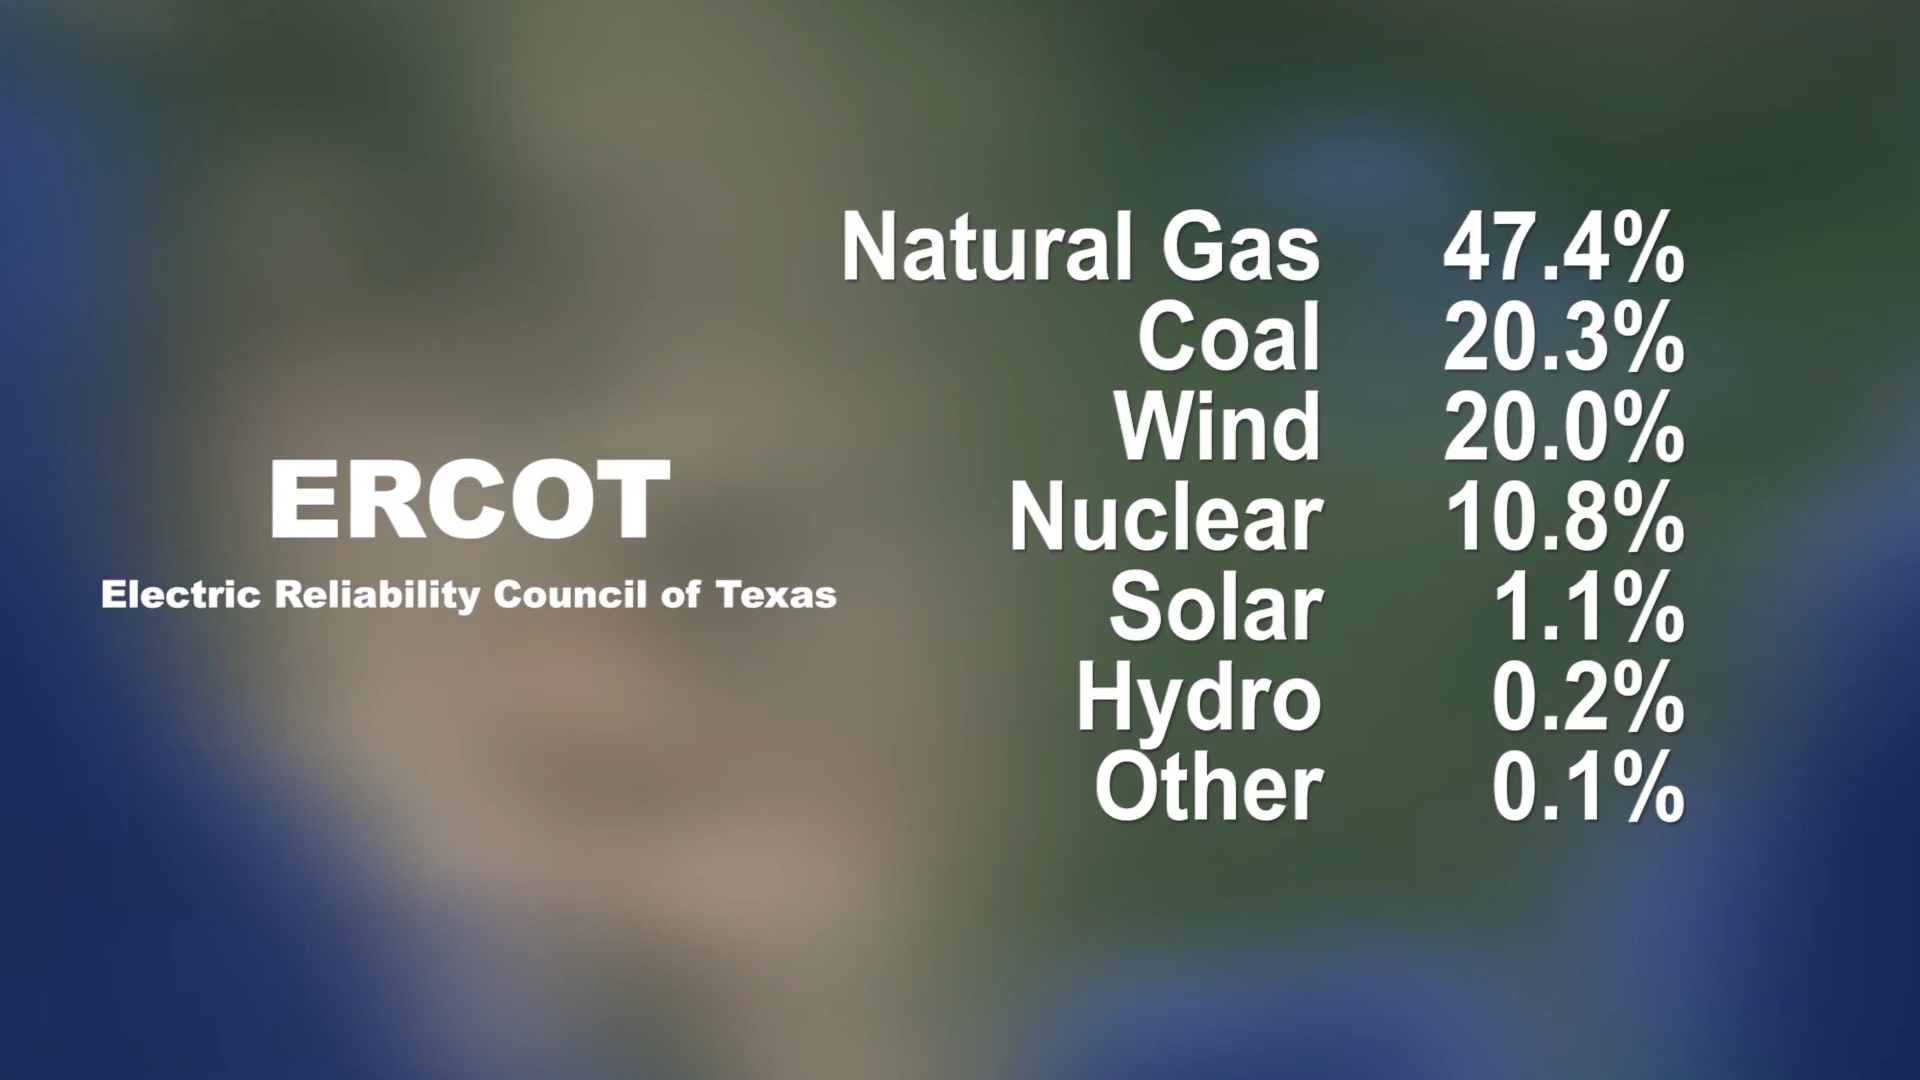 ERCOT
Electric Reliability Council of Texas
Natural Gas 47.4%
Coal 20.3%
Wind 20.0%
Nuclear 10.8%
Solar 1.1%
Hydro 0.2%
Other 0.1%